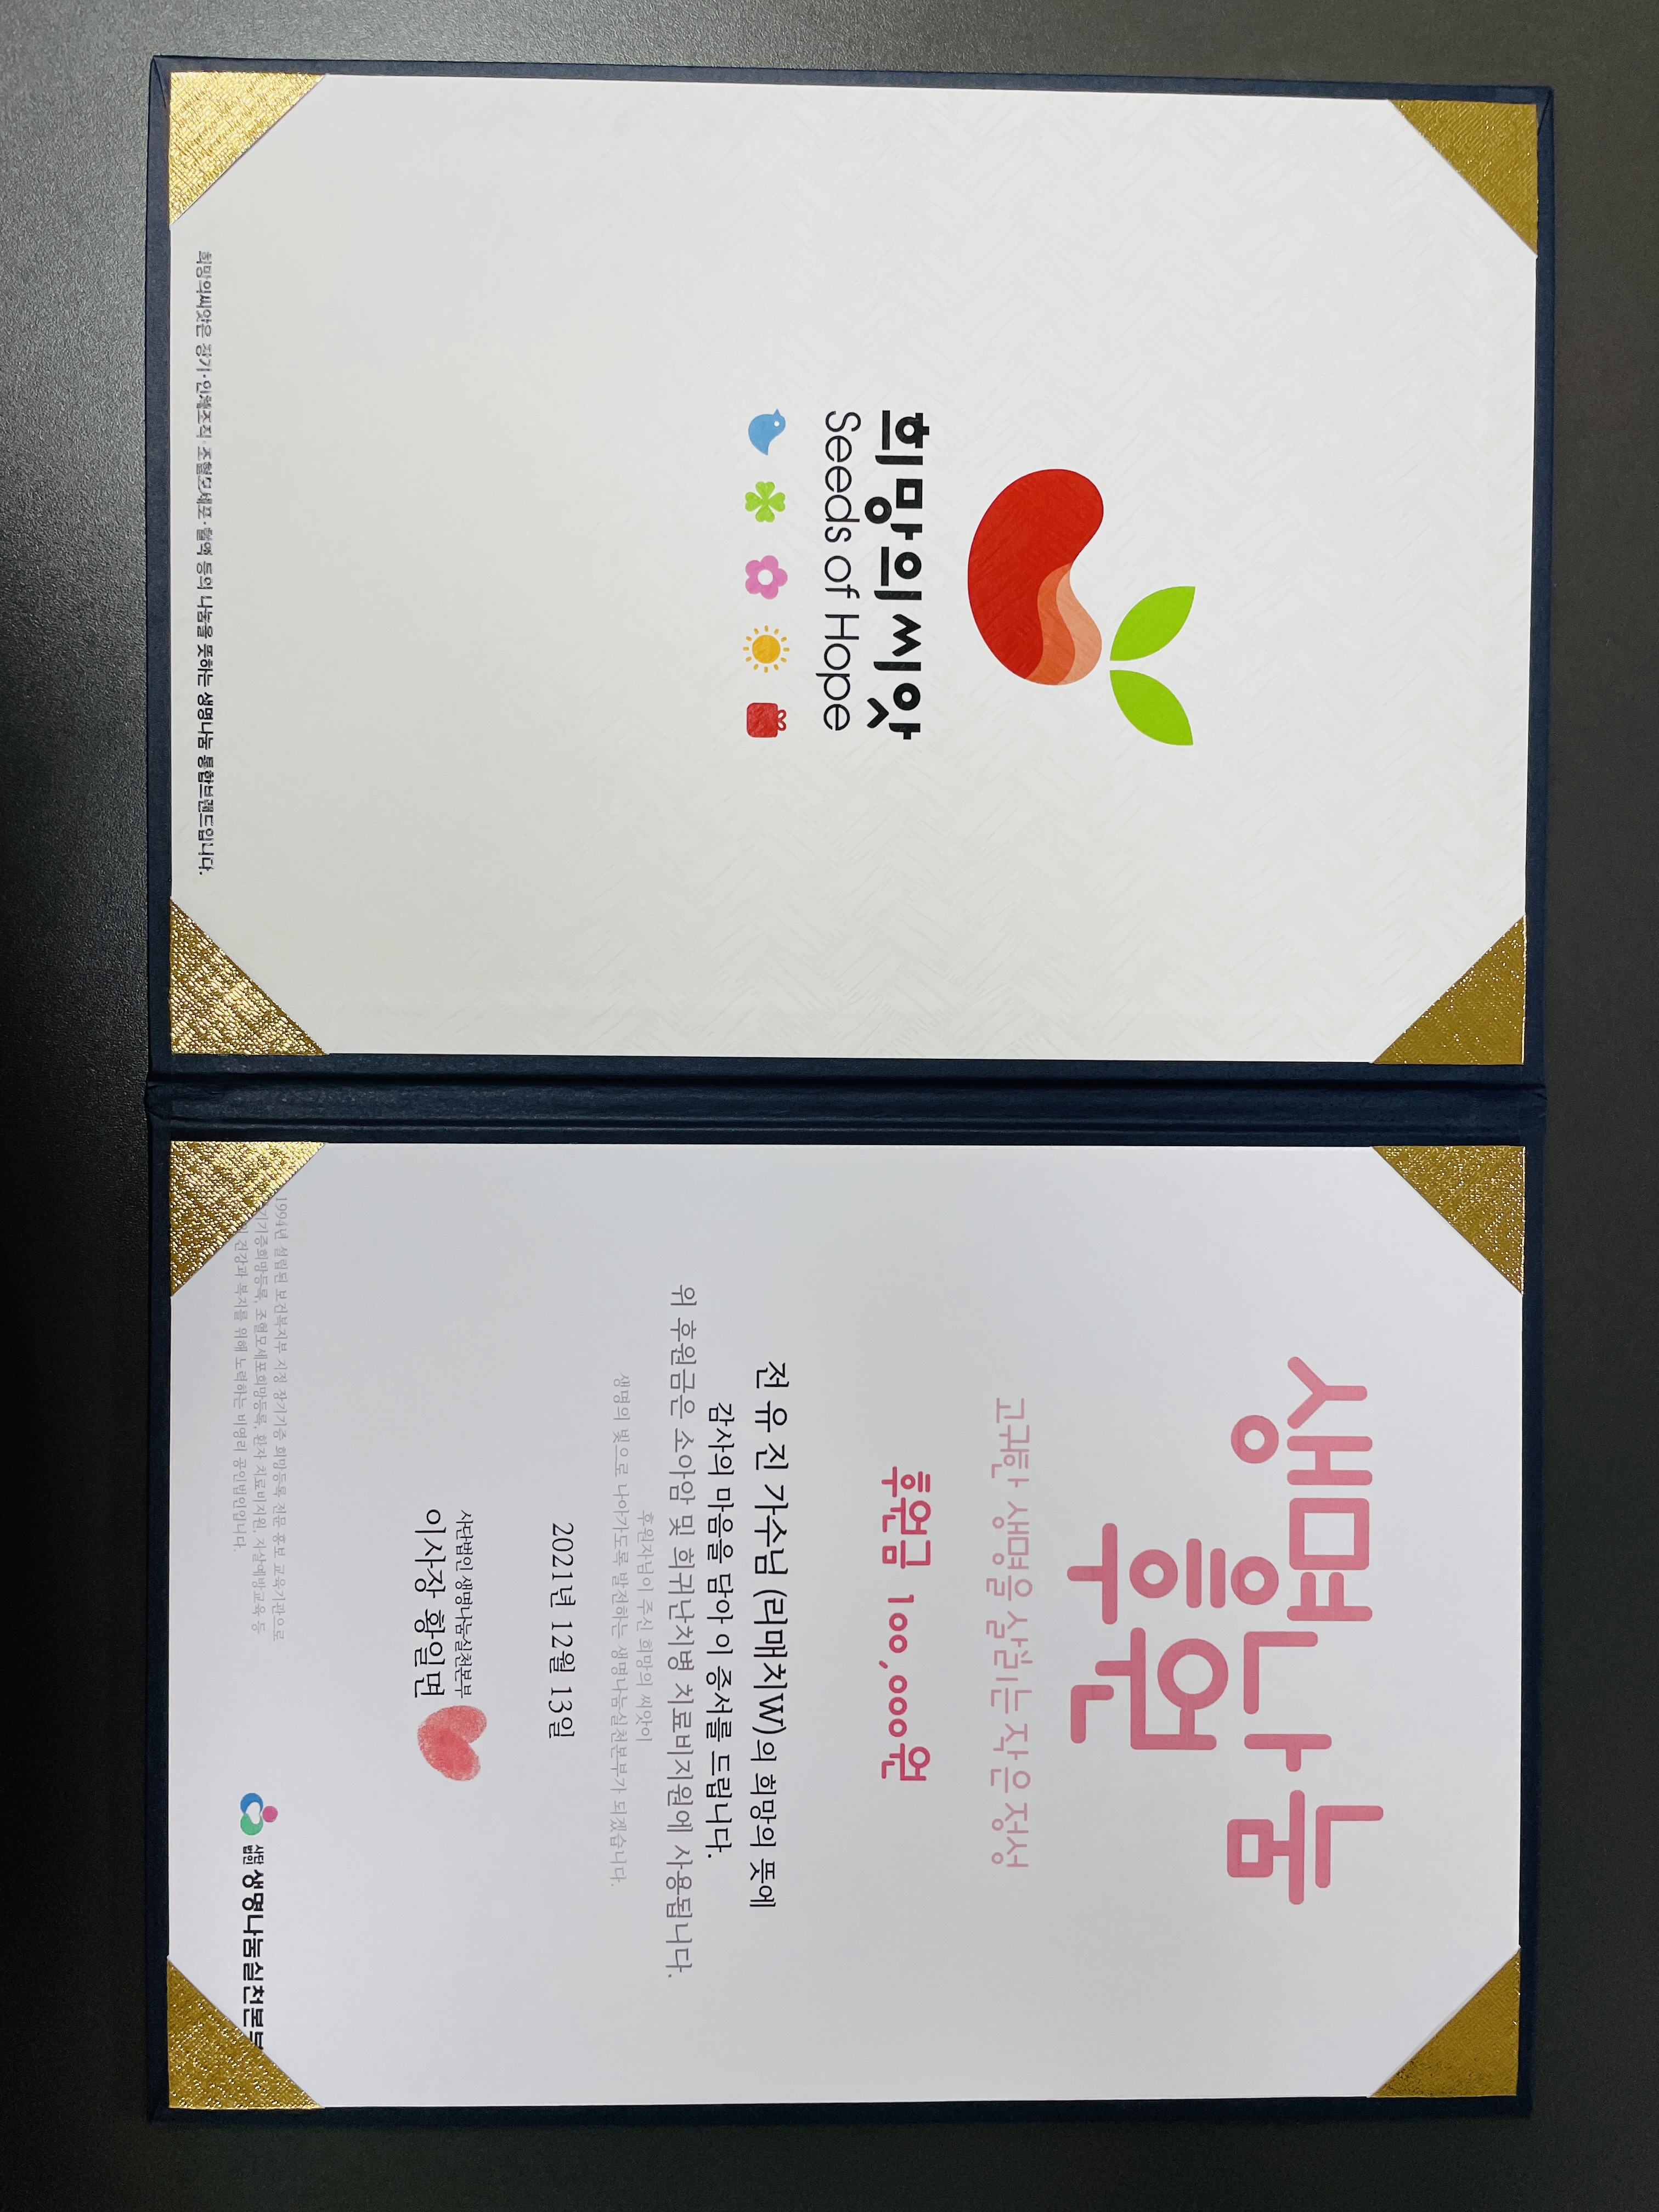 희망의 씨앗
Seeds of Hope
희망의씨앗은 장기·인체조직·조혈모세포·혈액 등의 나눔을 뜻하는 생명나눔 통합브랜드입니다.
생명나눔
후원
고귀한 생명을 살리는 작은 정성
후원금 100,000원
전 유 진 가수님 (리매치W)의 희망의 뜻에
감사의 마음을 담아 이 증서를 드립니다.
위 후원금은 소아암 및 희귀난치병 치료비지원에 사용됩니다.
후원자님이 주신 희망의 씨앗이
생명의 빛으로 나아가도록 발전하는 생명나눔실천본부가 되겠습니다.
2021년 12월 13일
사단법인 생명나눔실천본부
이사장 황일면
1994년 설립된 보건복지부 지정 장기기증 희망등록 전문 홍보 교육기관으로
기기증희망등록, 조혈모세포희망등록, 환자 치료비지원, 자살예방교육 등
건강과 복지를 위해 노력하는 비영리 공인법인입니다.
사단법인 생명나눔실천본부